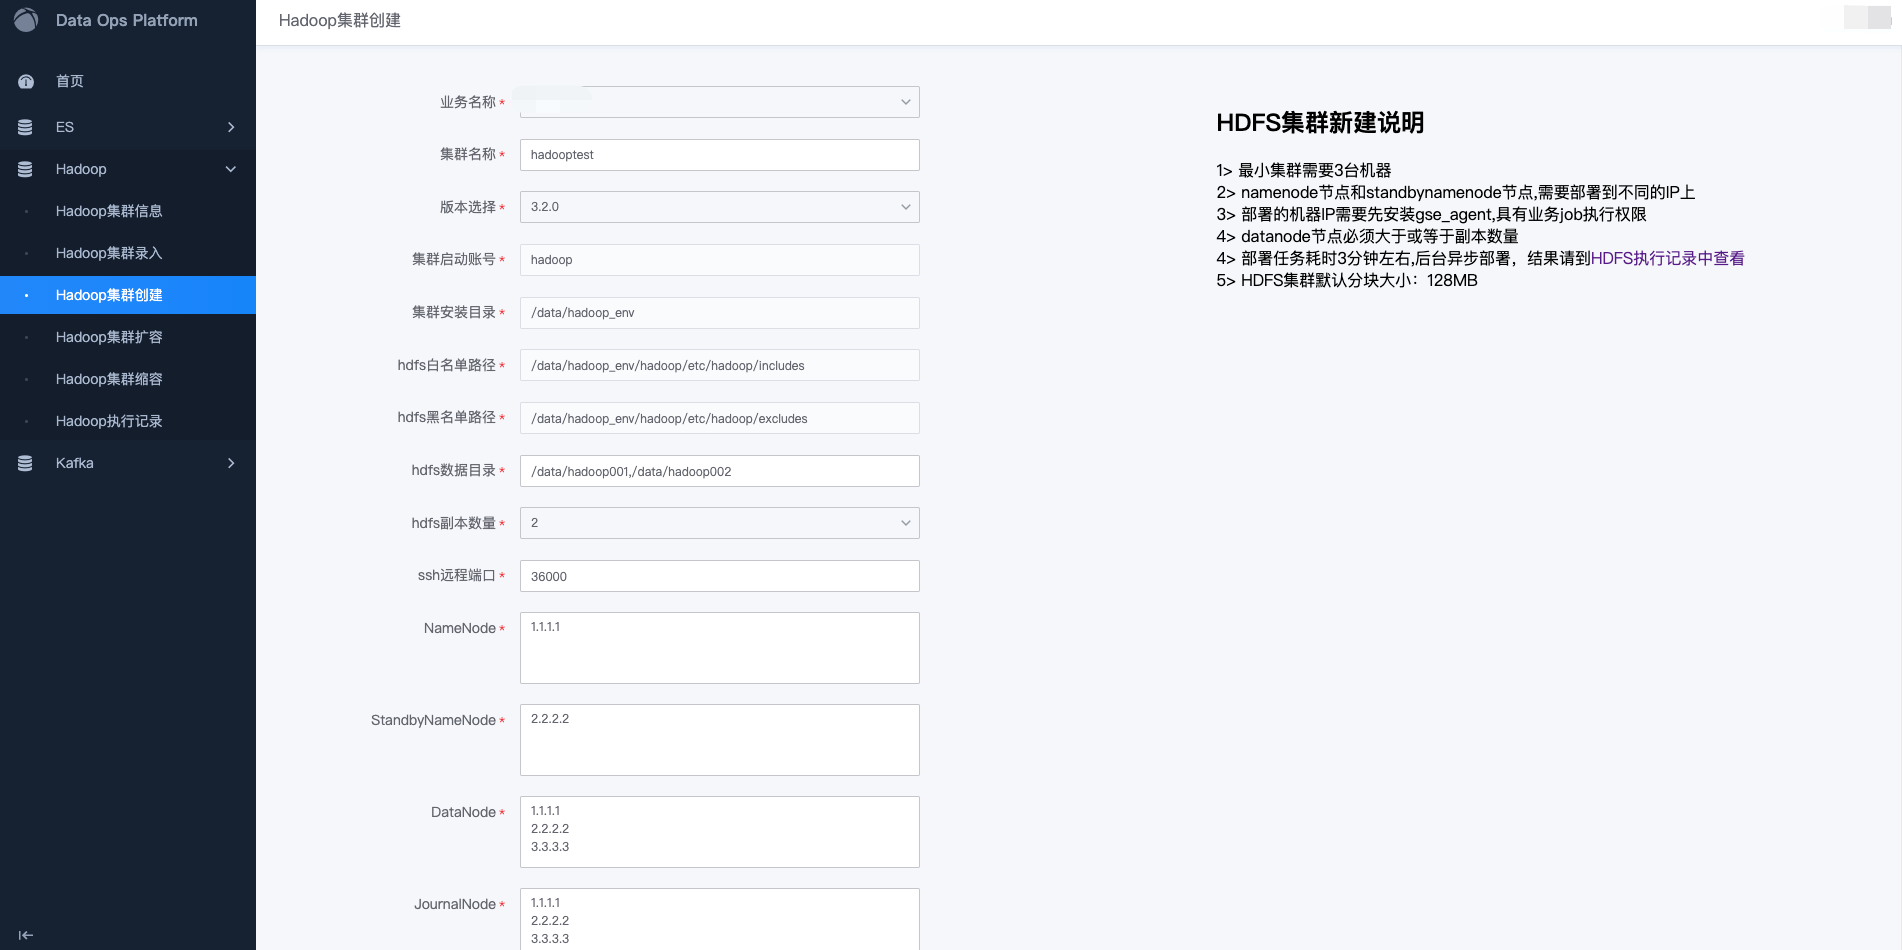 Data Ops Platform
首页
ES
Hadoop
Hadoop集群信息
Hadoop集群录入
Hadoop集群创建
Hadoop集群扩容
Hadoop集群缩容
Hadoop执行记录
Kafka
Hadoop集群创建
业务名称*
集群名称* hadooptest
版本选择* 3.2.0
集群启动账号* hadoop
集群安装目录* /data/hadoop_env
hdfs白名单路径* /data/hadoop_env/hadoop/etc/hadoop/includes
hdfs黑名单路径* /data/hadoop_env/hadoop/etc/hadoop/excludes
hdfs数据目录* /data/hadoop001,/data/hadoop002
hdfs副本数量* 2
ssh远程端口* 36000
NameNode* 1.1.1.1
StandbyNameNode* 2.2.2.2
DataNode* 1.1.1.1
2.2.2.2
3.3.3.3
JournalNode* 1.1.1.1
2.2.2.2
3.3.3.3
HDFS集群新建说明
1> 最小集群需要3台机器
2> namenode节点和standbynamenode节点,需要部署到不同的IP上
3> 部署的机器IP需要先安装gse_agent,具有业务job执行权限
4> datanode节点必须大于或等于副本数量
4> 部署任务耗时3分钟左右,后台异步部署，结果请到HDFS执行记录中查看
5> HDFS集群默认分块大小：128MB